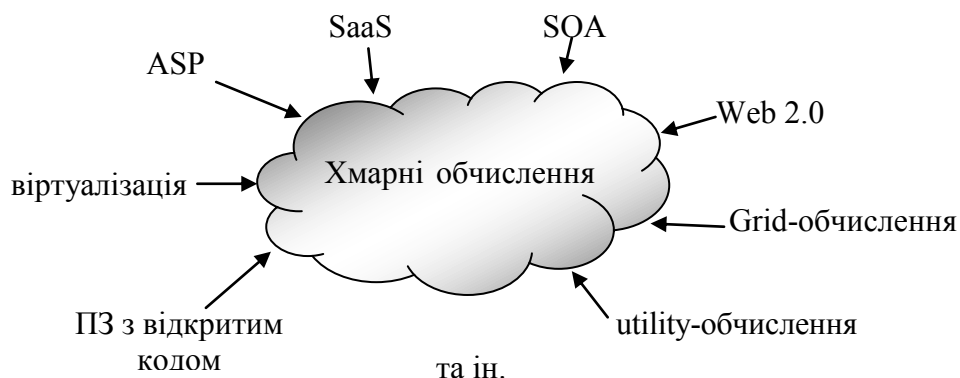 SaaS
SOA
ASP
Web 2.0
Хмарні обчислення
віртуалізація
Grid-обчислення
ПЗ з відкритим
кодом
utility-обчислення
та ін.